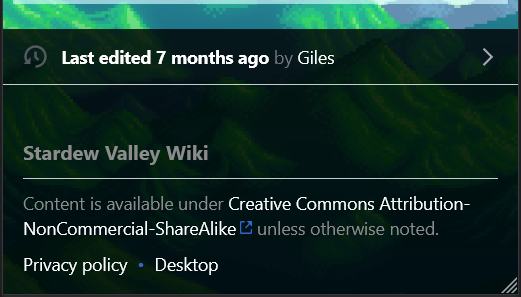 Last edited 7 months ago by Giles
Stardew Valley Wiki
Content is available under Creative Commons Attribution-
NonCommercial-ShareAlike unless otherwise noted.
Privacy policy • Desktop